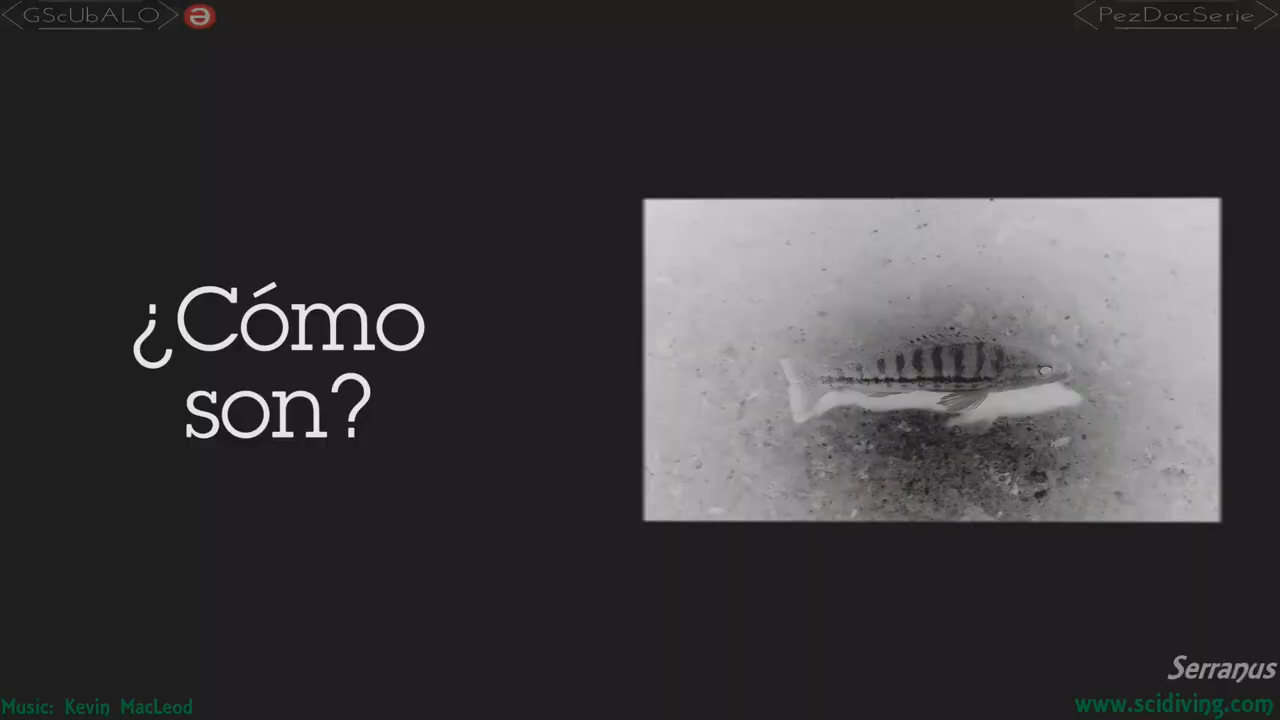 GScUbALO
PezDocSerie
¿Cómo
son?
Serranus
Music: Kevin MacLeod
www.scidiving.com